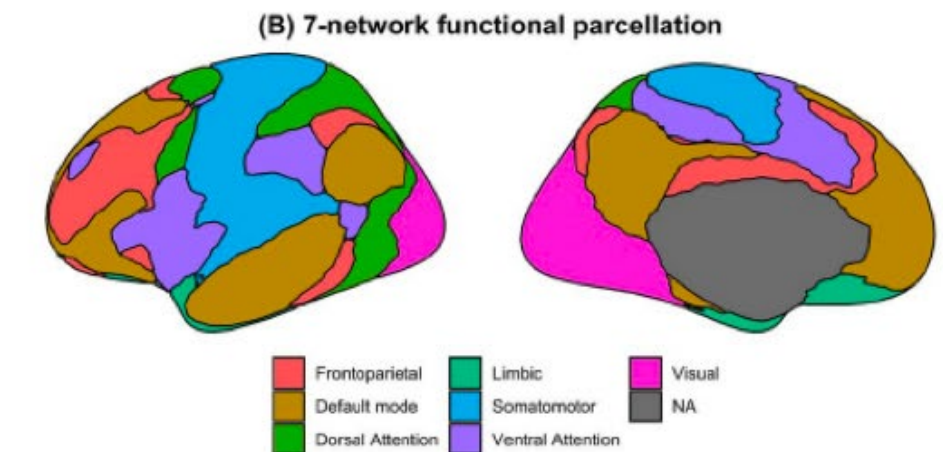 (B) 7-network functional parcellation
Frontoparietal Limbic Visual
Default mode Somatomotor NA
Dorsal Attention Ventral Attention